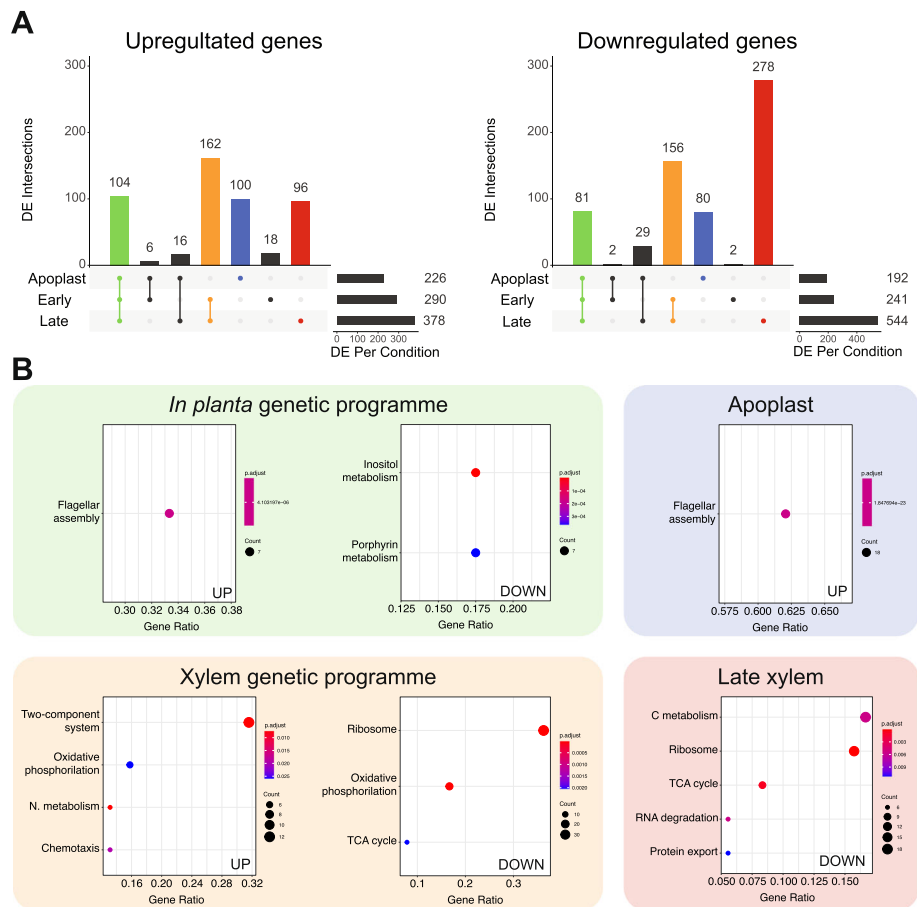 A
Upregultated genes
Downregulated genes
DE Intersections
300
200
100
0
104
6
16
162
100
18
96
Apoplast
Early
Late
226
290
378
0 100 200 300
DE Per Condition
DE Intersections
300
200
100
0
81
2
29
156
80
2
278
Apoplast
Early
Late
192
241
544
0 200 400
DE Per Condition
B
In planta genetic programme
Flagellar
assembly
UP
0.30 0.32 0.34 0.36 0.38
Gene Ratio
p.adjust
4.103197e-06
Count
7
Inositol
metabolism
Porphyrin
metabolism
DOWN
0.125 0.150 0.175 0.200
Gene Ratio
p.adjust
1e-04
2e-04
3e-04
Count
7
Apoplast
Flagellar
assembly
UP
0.575 0.600 0.625 0.650
Gene Ratio
p.adjust
1.847694e-23
Count
18
Xylem genetic programme
Two-component
system
Oxidative
phosphorilation
N. metabolism
Chemotaxis
UP
0.16 0.20 0.24 0.28 0.32
Gene Ratio
p.adjust
0.010
0.015
0.020
0.025
Count
6
8
10
12
Ribosome
Oxidative
phosphorilation
TCA cycle
DOWN
0.1 0.2 0.3
Gene Ratio
p.adjust
0.0005
0.0010
0.0015
0.0020
Count
10
20
30
Late xylem
C metabolism
Ribosome
TCA cycle
RNA degradation
Protein export
DOWN
0.050 0.075 0.100 0.125 0.150
Gene Ratio
p.adjust
0.003
0.006
0.009
Count
6
9
12
15
18